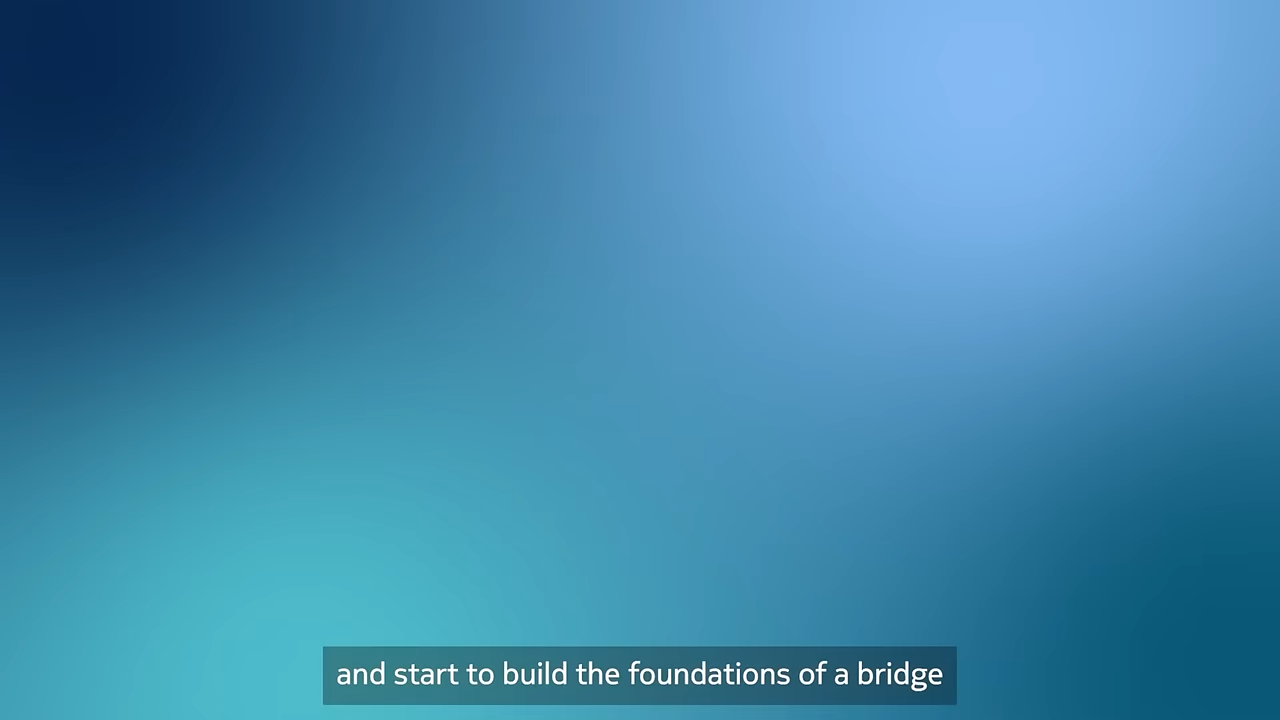 and start to build the foundations of a bridge